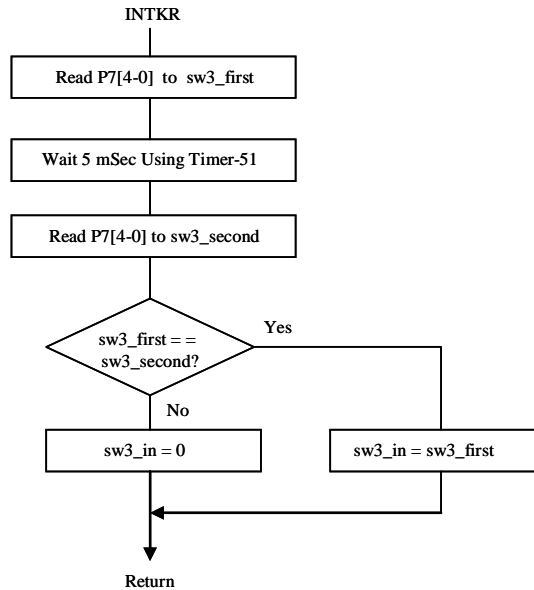 INTKR
Read P7[4-0] to sw3_first
Wait 5 mSec Using Timer-51
Read P7[4-0] to sw3_second
Yes
sw3_first = =
sw3_second?
No
sw3_in = 0
sw3_in = sw3_first
Return